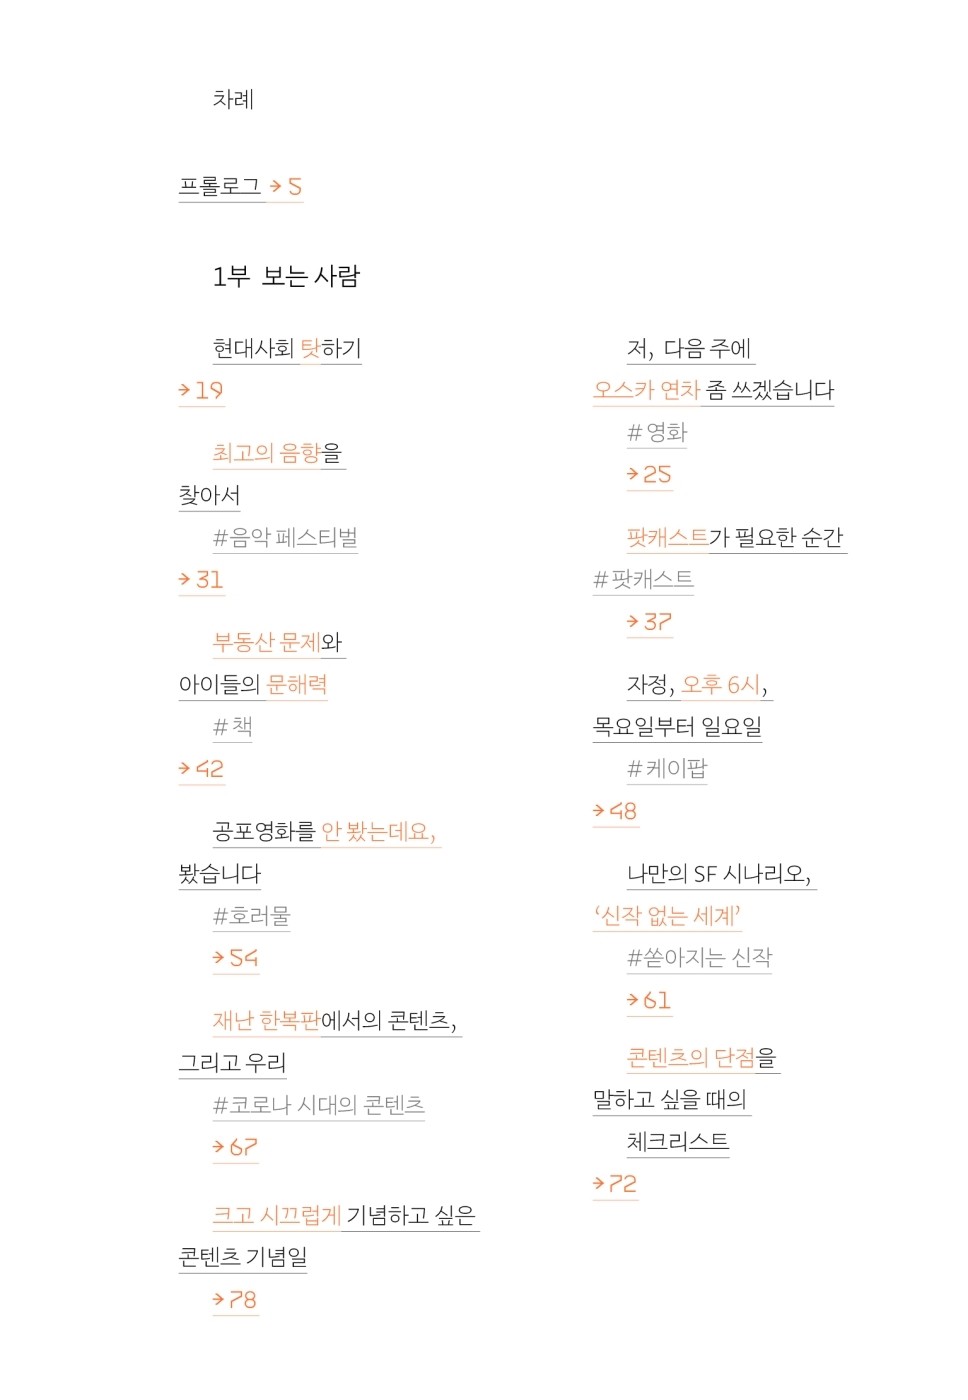 차례
프롤로그 → 5
1부 보는 사람
현대사회 탓하기
→ 19
저, 다음 주에
오스카 연차 좀 쓰겠습니다
# 영화
→ 25
최고의 음향을
찾아서
#음악 페스티벌
→ 31
팟캐스트가 필요한 순간
# 팟캐스트
→ 37
부동산 문제와
아이들의 문해력
# 책
→ 42
자정, 오후 6시,
목요일부터 일요일
# 케이팝
→ 48
공포영화를 안 봤는데요,
봤습니다
#호러물
→ 54
나만의 SF 시나리오,
‘신작 없는 세계’
#쏟아지는 신작
→ 61
재난 한복판에서의 콘텐츠,
그리고 우리
#코로나 시대의 콘텐츠
→ 67
콘텐츠의 단점을
말하고 싶을 때의
체크리스트
→ 72
크고 시끄럽게 기념하고 싶은
콘텐츠 기념일
→ 78